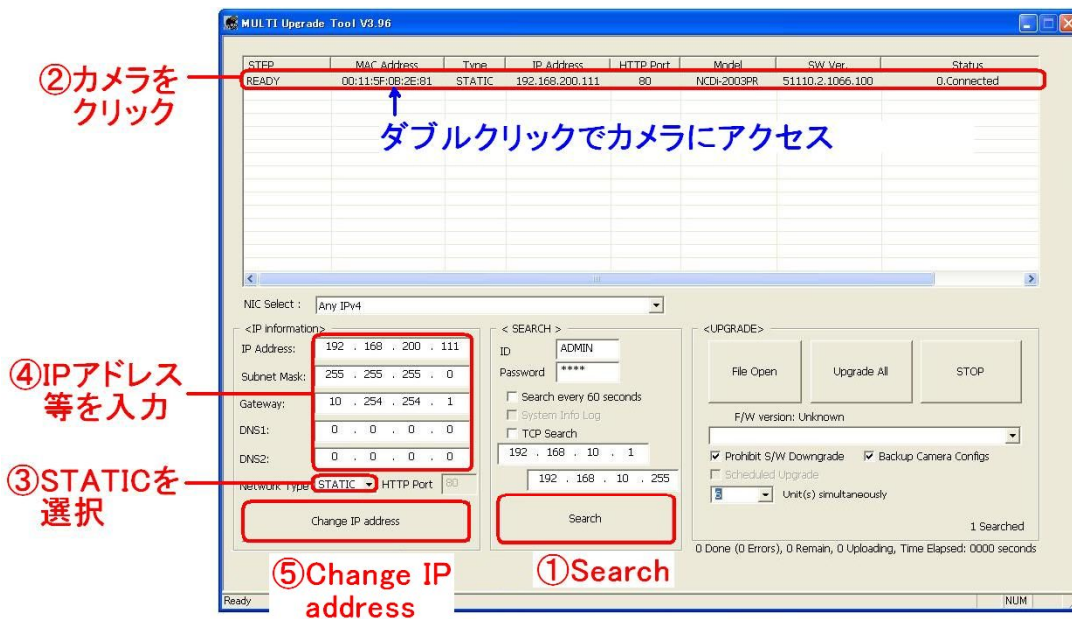 MULTI Upgrade Tool V3.96
STEP MAC Address Type IP Address HTTP Port Model SW Ver. Status
READY 00:11:5F:0B:2E:81 STATIC 192.168.200.111 80 NCDi-2003PR 51110.2.1066.100 0.Connected
②カメラを
クリック
ダブルクリックでカメラにアクセス
NIC Select : Any IPv4
<IP information>
IP Address: 192 . 168 . 200 . 111
Subnet Mask: 255 . 255 . 255 . 0
Gateway: 10 . 254 . 254 . 1
DNS1: 0 . 0 . 0 . 0
DNS2: 0 . 0 . 0 . 0
Network Type STATIC HTTP Port 80
Change IP address
④IPアドレス
等を入力
③STATICを
選択
⑤Change IP
address
< SEARCH >
ID ADMIN
Password ****
Search every 60 seconds
System Info Log
TCP Search
192 . 168 . 10 . 1
192 . 168 . 10 . 255
Search
①Search
<UPGRADE>
File Open Upgrade All STOP
F/W version: Unknown
Prohibit S/W Downgrade Backup Camera Configs
Scheduled Upgrade
6 Unit(s) simultaneously
1 Searched
0 Done (0 Errors), 0 Remain, 0 Uploading, Time Elapsed: 0000 seconds
Ready NUM